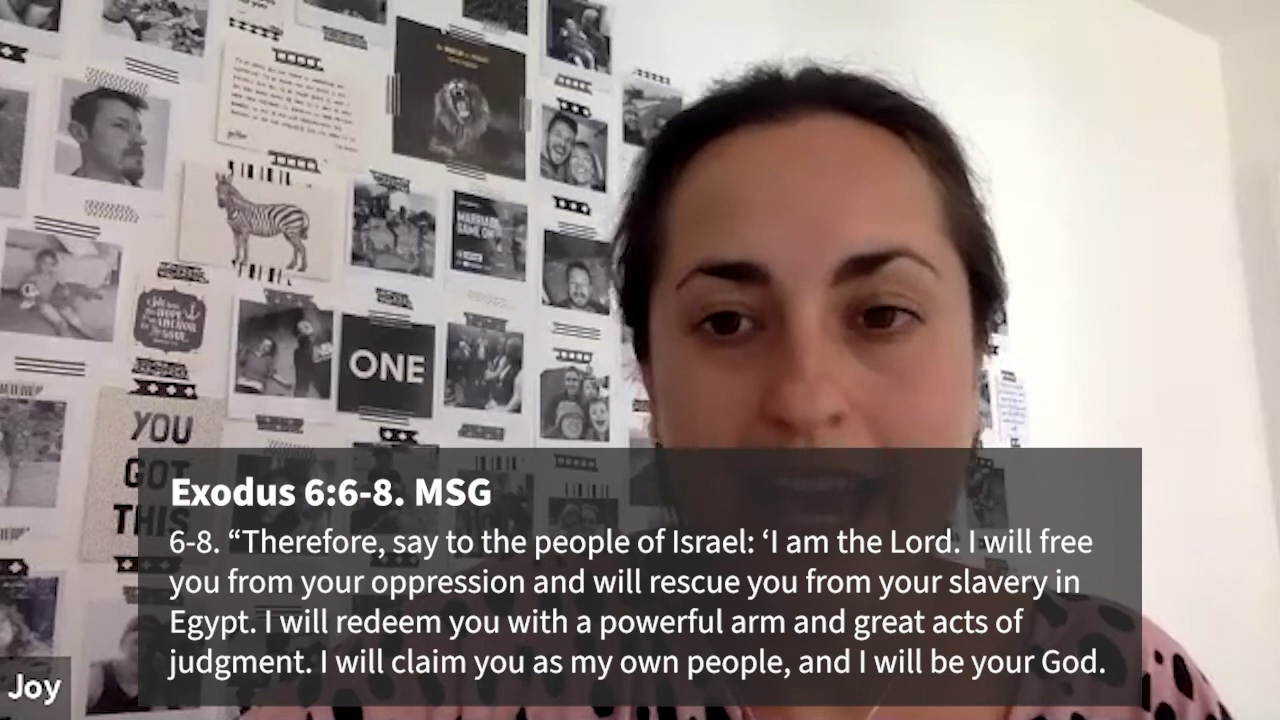 MARRIAGE
GAME ON
ONE
YOU
GOT
THIS
Exodus 6:6-8. MSG
6-8. “Therefore, say to the people of Israel: ‘I am the Lord. I will free
you from your oppression and will rescue you from your slavery in
Egypt. I will redeem you with a powerful arm and great acts of
judgment. I will claim you as my own people, and I will be your God.
Joy